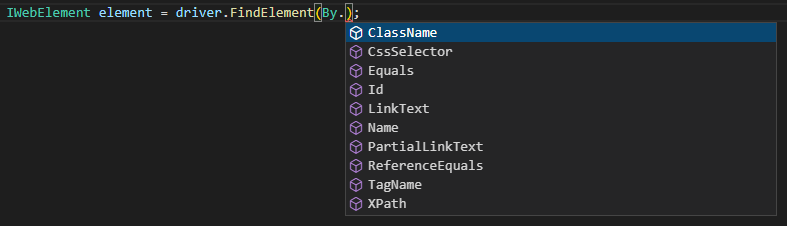 IWebElement element = driver.FindElement(By.);
ClassName
CssSelector
Equals
Id
LinkText
Name
PartialLinkText
ReferenceEquals
TagName
XPath